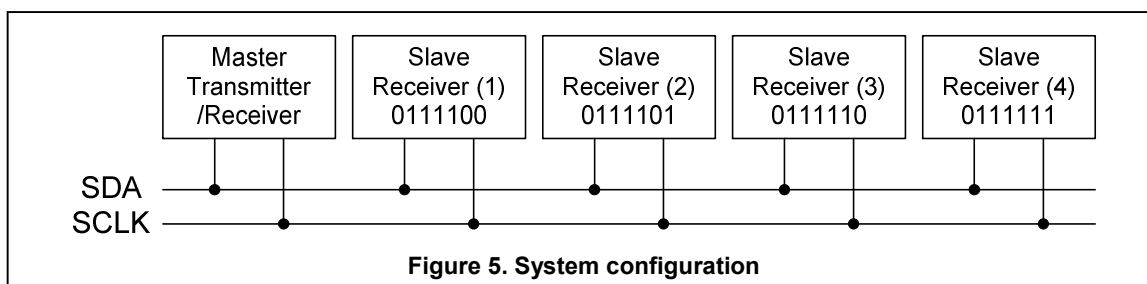 Master
Transmitter
/Receiver
Slave
Receiver (1)
0111100
Slave
Receiver (2)
0111101
Slave
Receiver (3)
0111110
Slave
Receiver (4)
0111111
SDA
SCLK
Figure 5. System configuration